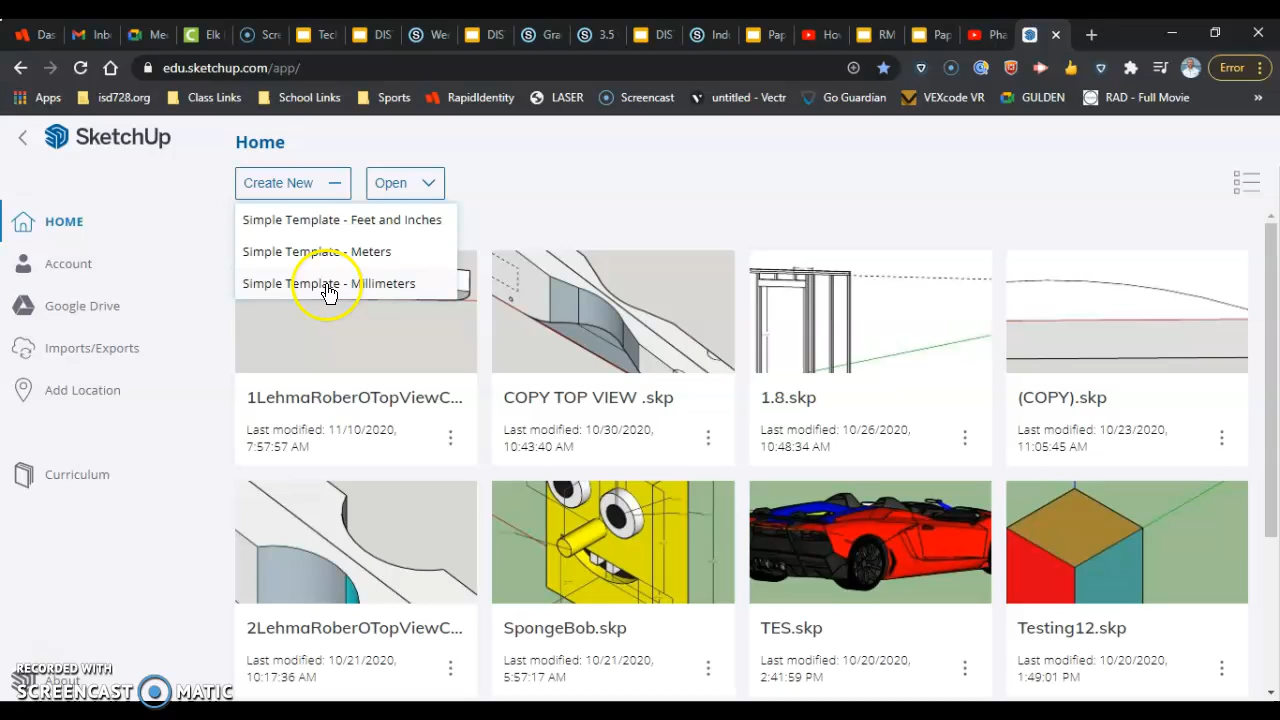 Das
Inbo
Mee
Elk
Scre
Tech
DIS
We
DIS
Gra
3.5
DIS
Ind
Pap
Hov
RM
Pap
Pha
edu.sketchup.com/app/
Error
Apps
isd728.org
Class Links
School Links
Sports
RapidIdentity
LASER
Screencast
untitled - Vectr
Go Guardian
VEXcode VR
GULDEN
RAD - Full Movie
»
SketchUp
Home
Create New
Open
HOME
Account
Google Drive
Imports/Exports
Add Location
Curriculum
About
Simple Template - Feet and Inches
Simple Template - Meters
Simple Template - Millimeters
1LehmaRoberOTopViewC...
Last modified: 11/10/2020,
7:57:57 AM
COPY TOP VIEW .skp
Last modified: 10/30/2020,
10:43:40 AM
1.8.skp
Last modified: 10/26/2020,
10:48:34 AM
(COPY).skp
Last modified: 10/23/2020,
11:05:45 AM
2LehmaRoberOTopViewC...
Last modified: 10/21/2020,
10:17:36 AM
SpongeBob.skp
Last modified: 10/21/2020,
5:57:17 AM
TES.skp
Last modified: 10/20/2020,
2:41:59 PM
Testing12.skp
Last modified: 10/20/2020,
1:49:01 PM
RECORDED WITH
SCREENCAST MATIC